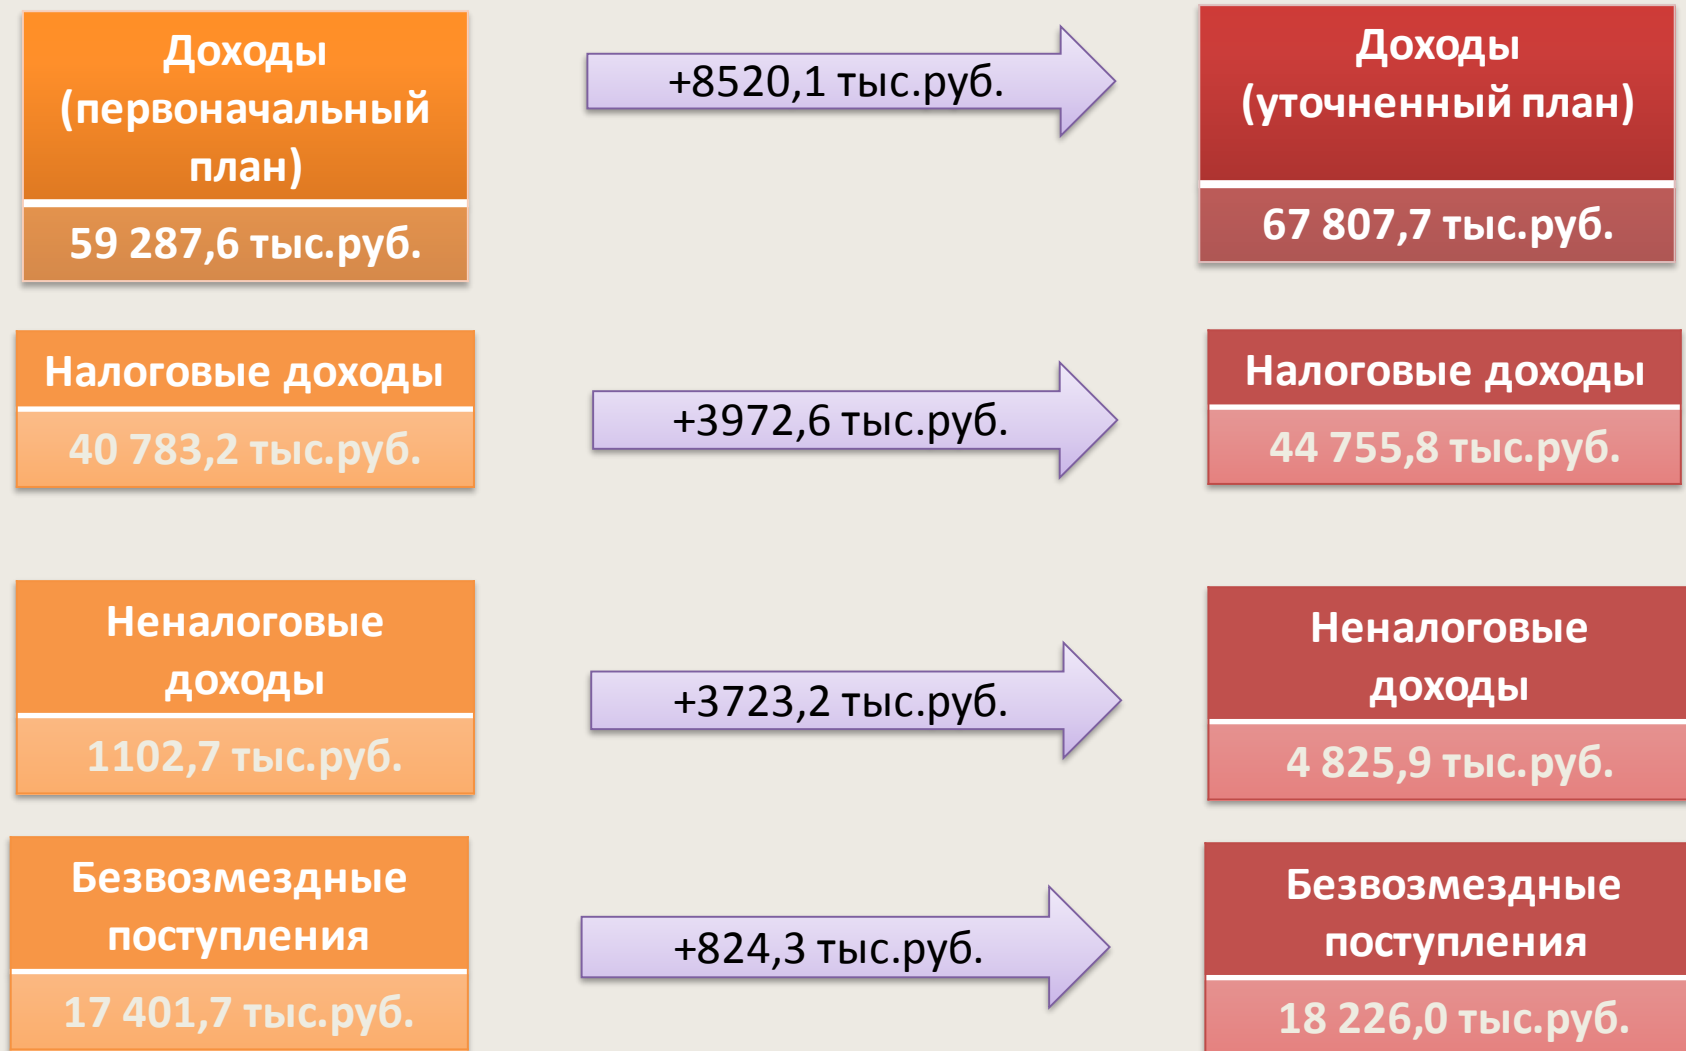 Доходы
(первоначальный
план)
59 287,6 тыс.руб.
+8520,1 тыс.руб.
Доходы
(уточненный план)
67 807,7 тыс.руб.
Налоговые доходы
40 783,2 тыс.руб.
+3972,6 тыс.руб.
Налоговые доходы
44 755,8 тыс.руб.
Неналоговые
доходы
1102,7 тыс.руб.
+3723,2 тыс.руб.
Неналоговые
доходы
4 825,9 тыс.руб.
Безвозмездные
поступления
17 401,7 тыс.руб.
+824,3 тыс.руб.
Безвозмездные
поступления
18 226,0 тыс.руб.